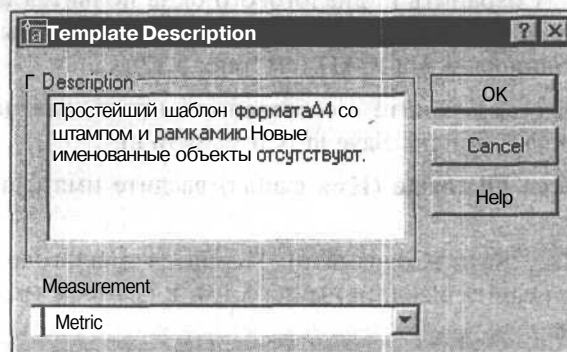 Template Description
Description
Простейший шаблон форматаА4 со
штампом и рамкамию Новые
именованные объекты отсутствуют.
OK
Cancel
Help
Measurement
Metric